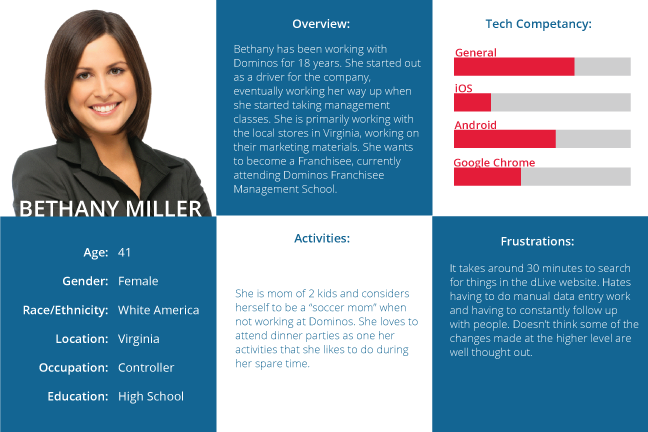 BETHANY MILLER
Overview:
Bethany has been working with
Dominos for 18 years. She started out
as a driver for the company,
eventually working her way up when
she started taking management
classes. She is primarily working with
the local stores in Virginia, working on
their marketing materials. She wants
to become a Franchisee, currently
attending Dominos Franchisee
Management School.
Tech Competancy:
General
iOS
Android
Google Chrome
Age: 41
Gender: Female
Race/Ethnicity: White America
Location: Virginia
Occupation: Controller
Education: High School
Activities:
She is mom of 2 kids and considers
herself to be a “soccer mom” when
not working at Dominos. She loves to
attend dinner parties as one her
activities that she likes to do during
her spare time.
Frustrations:
It takes around 30 minutes to search
for things in the dLive website. Hates
having to do manual data entry work
and having to constantly follow up
with people. Doesn’t think some of the
changes made at the higher level are
well thought out.